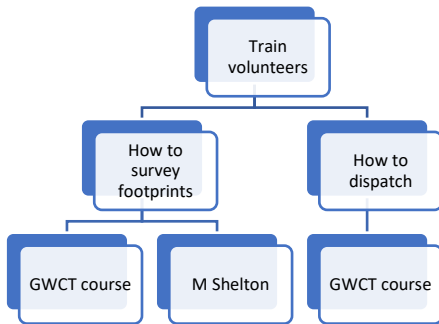 Train
volunteers
How to
survey
footprints
How to
dispatch
GWCT course
M Shelton
GWCT course